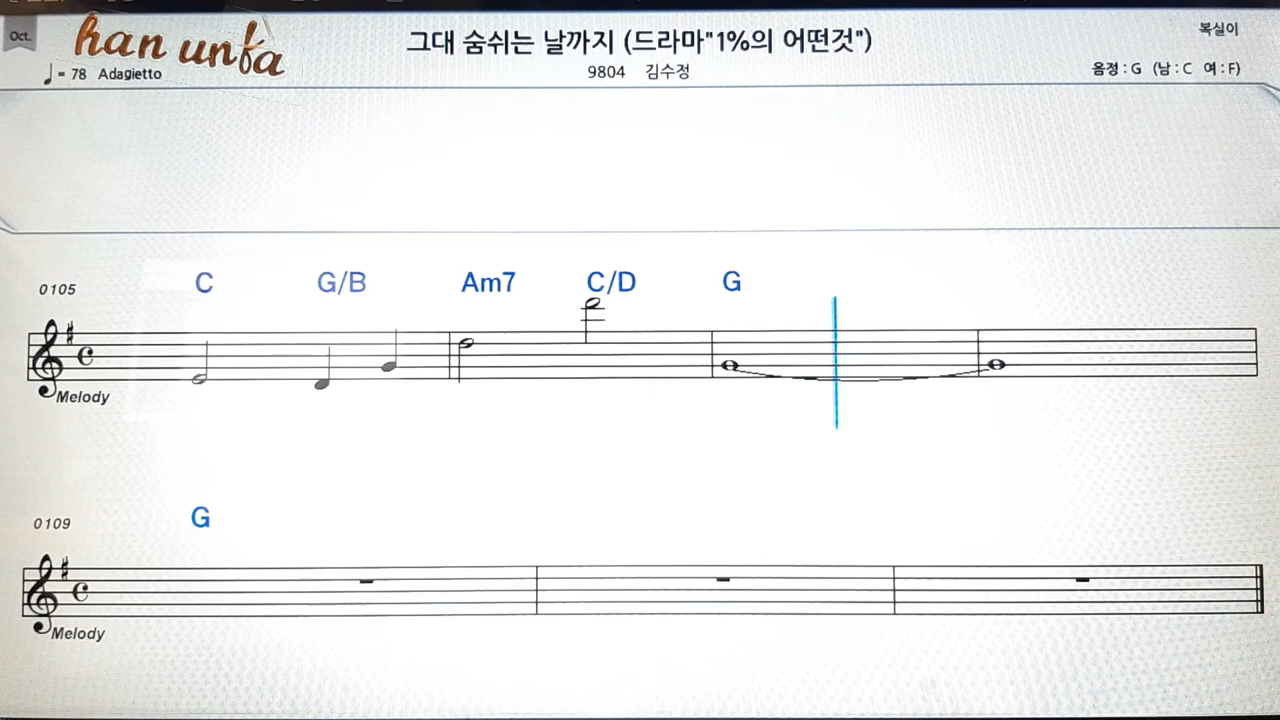 Oct.
han unfa
♩= 78 Adagietto
그대 숨쉬는 날까지 (드라마"1%의 어떤것")
9804 김수정
복실이
음정 : G (남 : C 여 : F)
0105
C G/B Am7 C/D G
Melody
0109
G
Melody